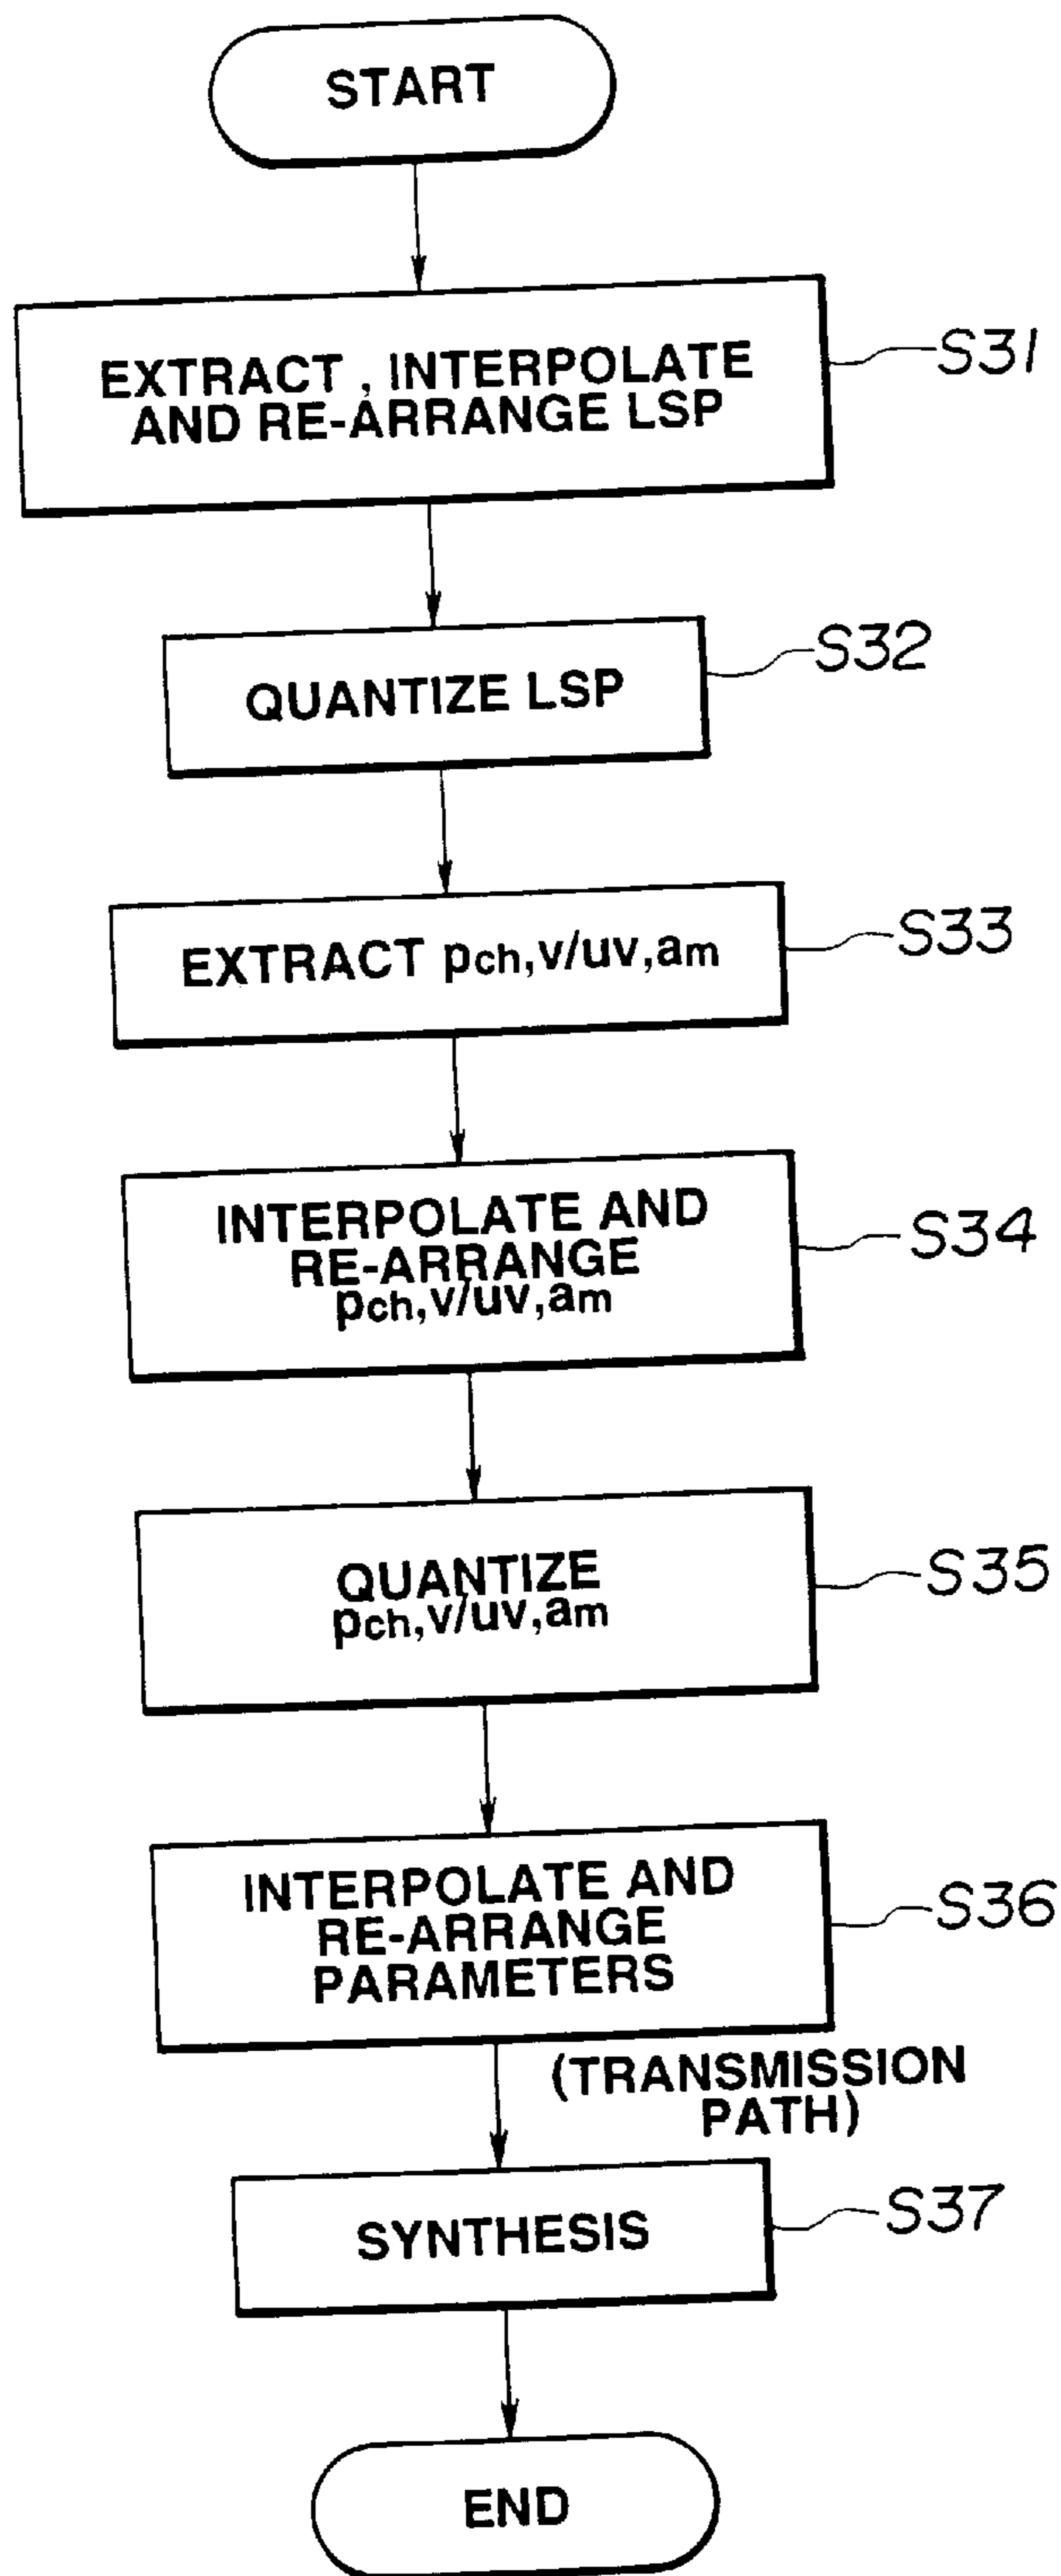 START
EXTRACT , INTERPOLATE
AND RE-ARRANGE LSP
S31
QUANTIZE LSP
S32
EXTRACT pch,v/uv,am
S33
INTERPOLATE AND
RE-ARRANGE
pch,v/uv,am
S34
QUANTIZE
pch,v/uv,am
S35
INTERPOLATE AND
RE-ARRANGE
PARAMETERS
S36
(TRANSMISSION
PATH)
SYNTHESIS
S37
END